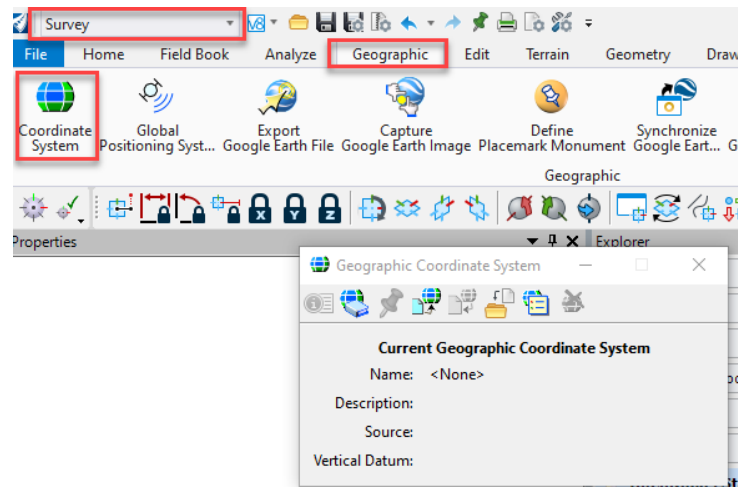 Survey
V8
File Home Field Book Analyze Geographic Edit Terrain Geometry Draw
Coordinate System
Global Positioning Syst...
Export Google Earth File
Capture Google Earth Image
Define Placemark Monument
Synchronize Google Eart...
G
Geographic
X Y Z
Properties
Explorer
Geographic Coordinate System
Current Geographic Coordinate System
Name: <None>
Description:
Source:
Vertical Datum: